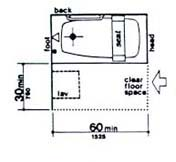 back
foot
seat
head
30 min
760
lav
clear
floor
space
60 min
1525